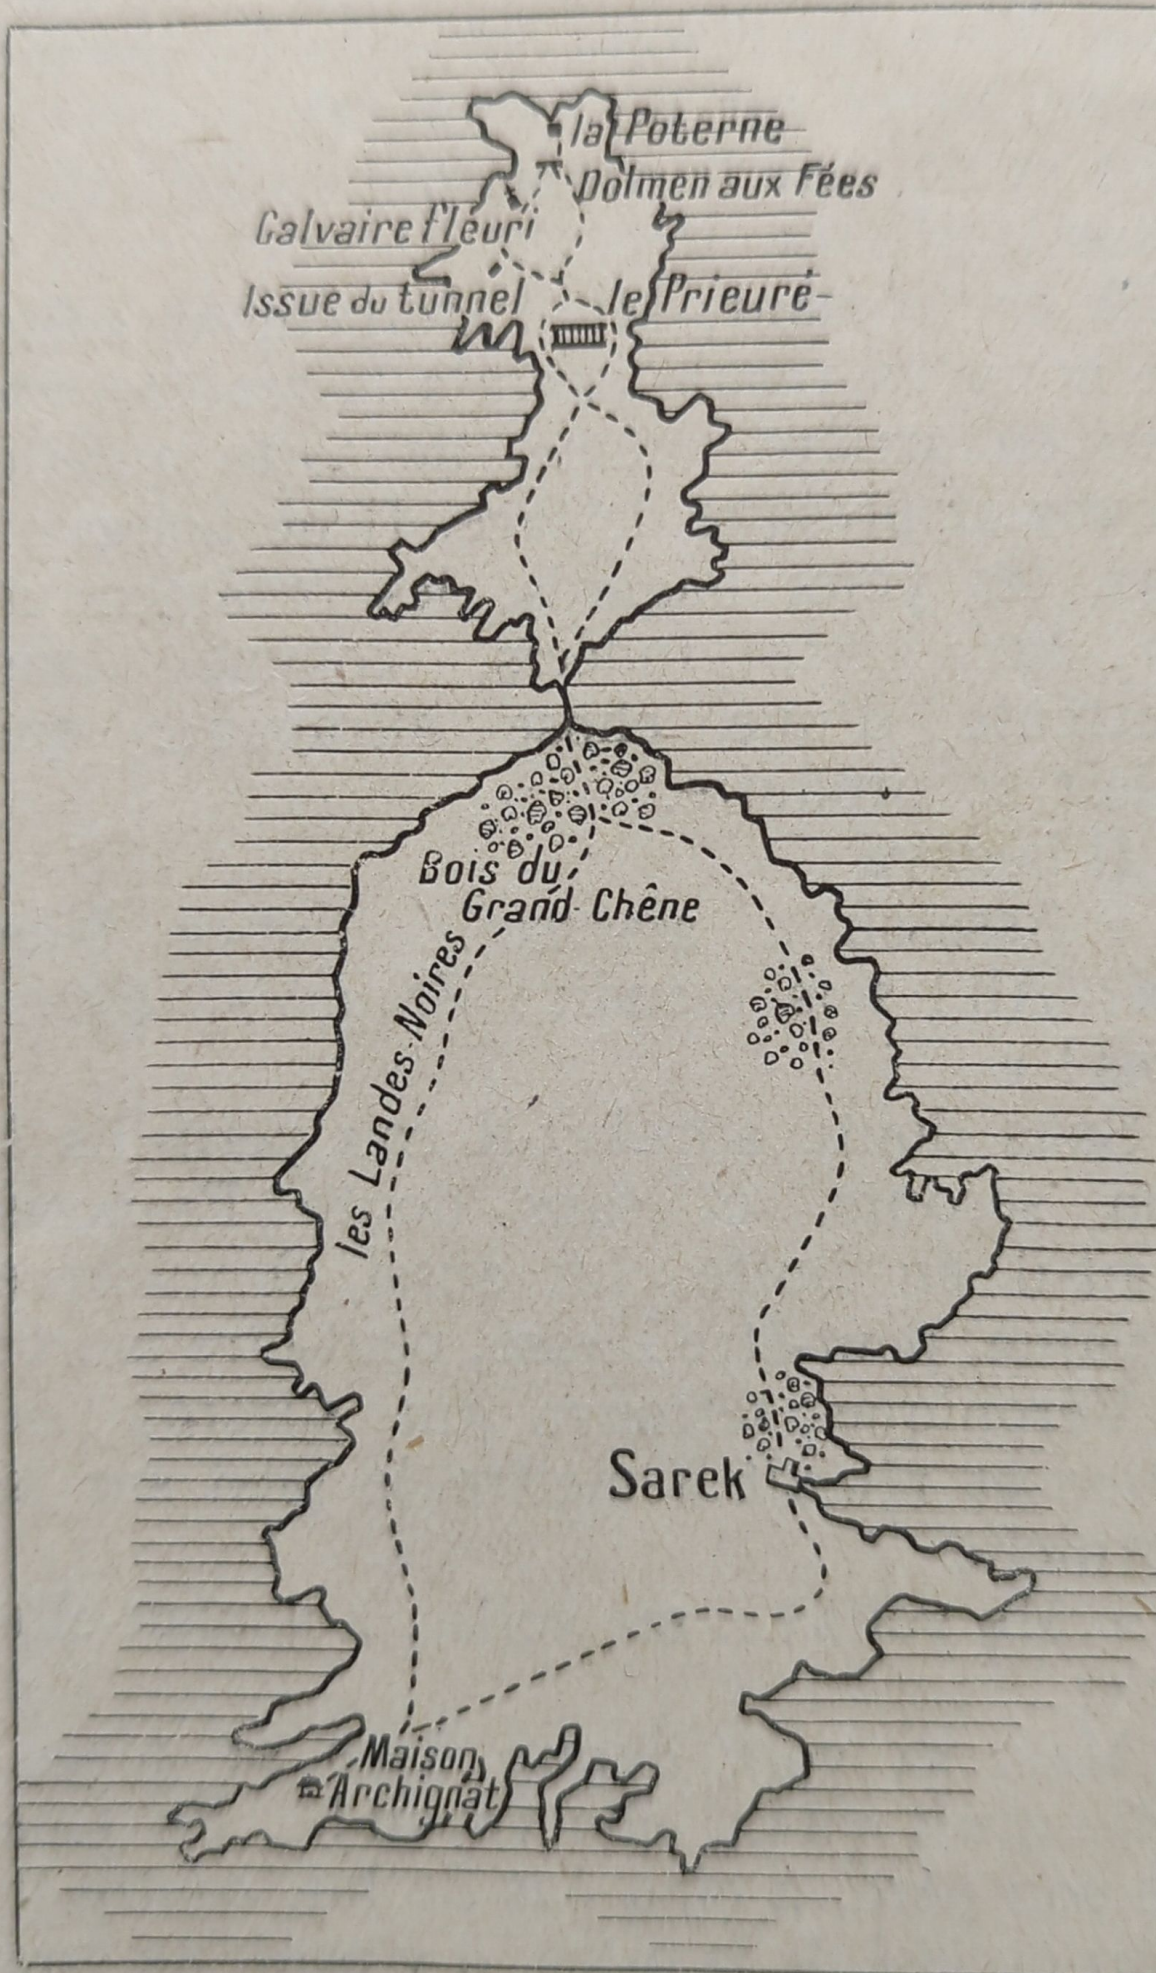 la Poterne
Dolmen aux Fées
Calvaire fleuri
Issue du tunnel
le Prieuré
Bois du
Grand-Chêne
les Landes-Noires
Sarek
Maison
Archignat